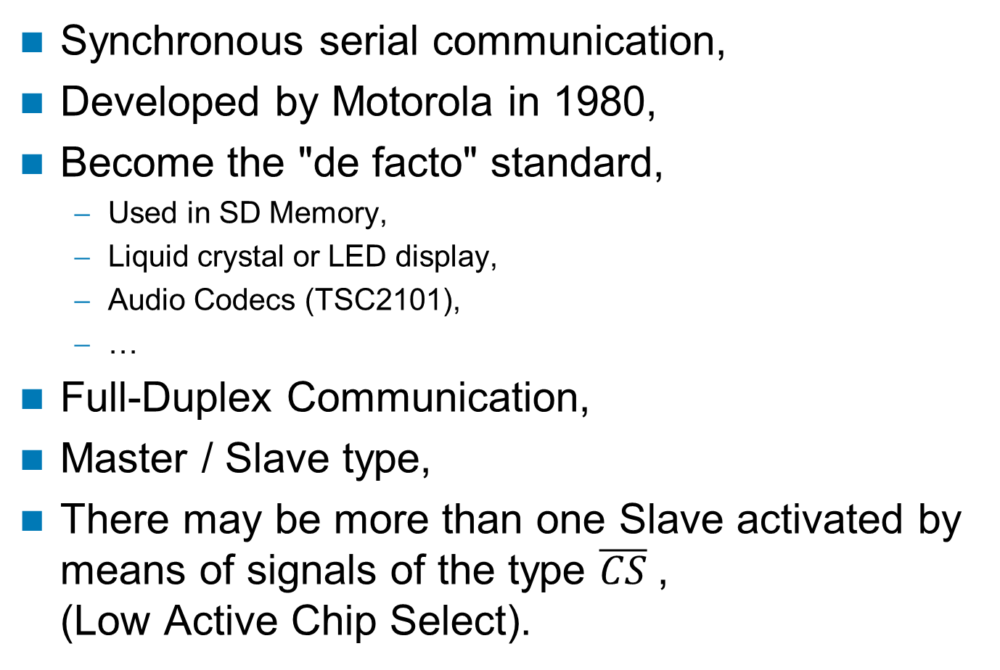 Synchronous serial communication,
Developed by Motorola in 1980,
Become the "de facto" standard,
– Used in SD Memory,
– Liquid crystal or LED display,
– Audio Codecs (TSC2101),
– …
Full-Duplex Communication,
Master / Slave type,
There may be more than one Slave activated by
means of signals of the type C̅S̅ ,
(Low Active Chip Select).